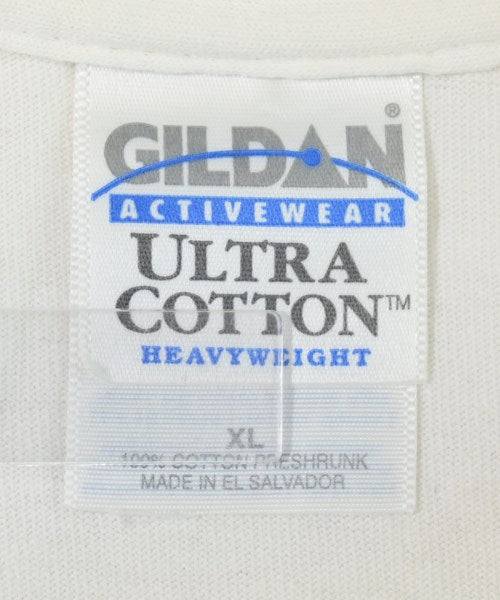 GILDAN®
ACTIVEWEAR
ULTRA
COTTON™
HEAVYWEIGHT
XL
100% COTTON PRESHRUNK
MADE IN EL SALVADOR